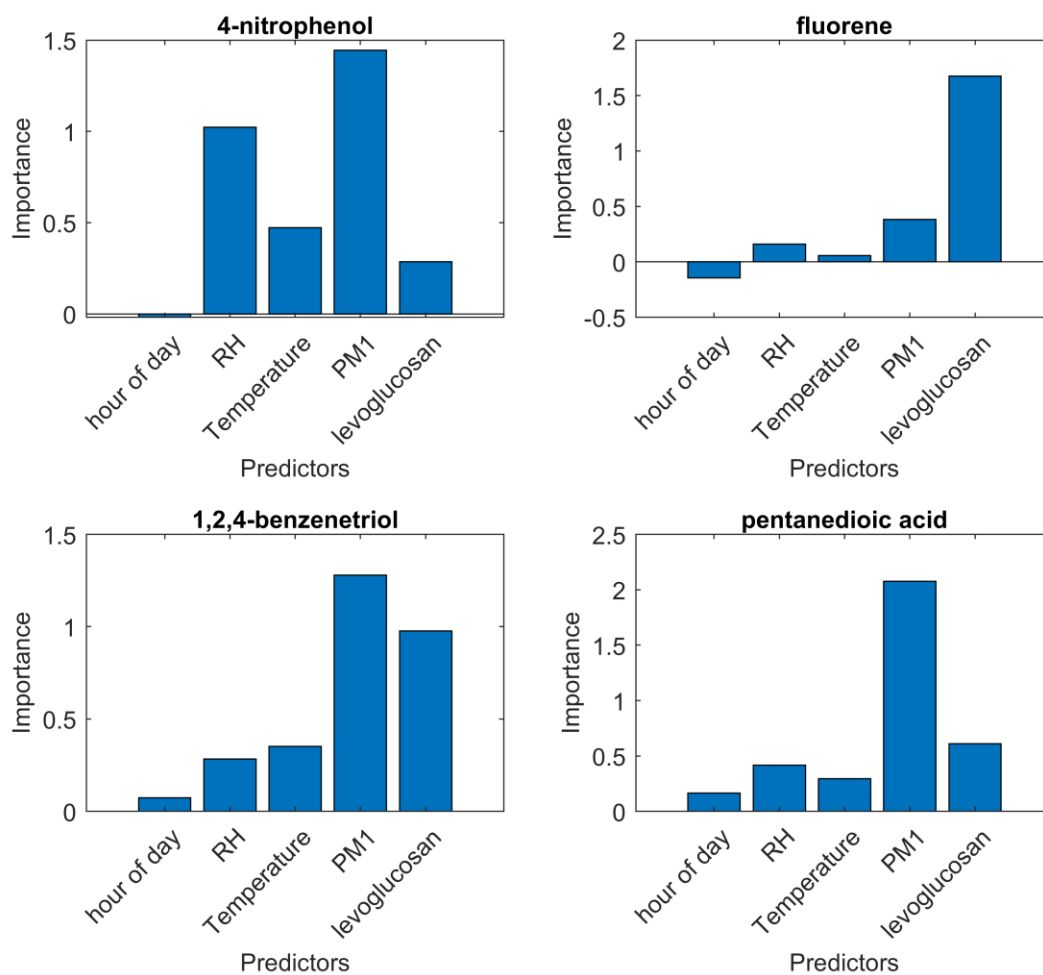 4-nitrophenol
1.5
1
0.5
0
Importance
hour of day
RH
Temperature
PM1
levoglucosan
Predictors
fluorene
2
1.5
1
0.5
0
-0.5
Importance
hour of day
RH
Temperature
PM1
levoglucosan
Predictors
1,2,4-benzenetriol
1.5
1
0.5
0
Importance
hour of day
RH
Temperature
PM1
levoglucosan
Predictors
pentanedioic acid
2.5
2
1.5
1
0.5
0
Importance
hour of day
RH
Temperature
PM1
levoglucosan
Predictors